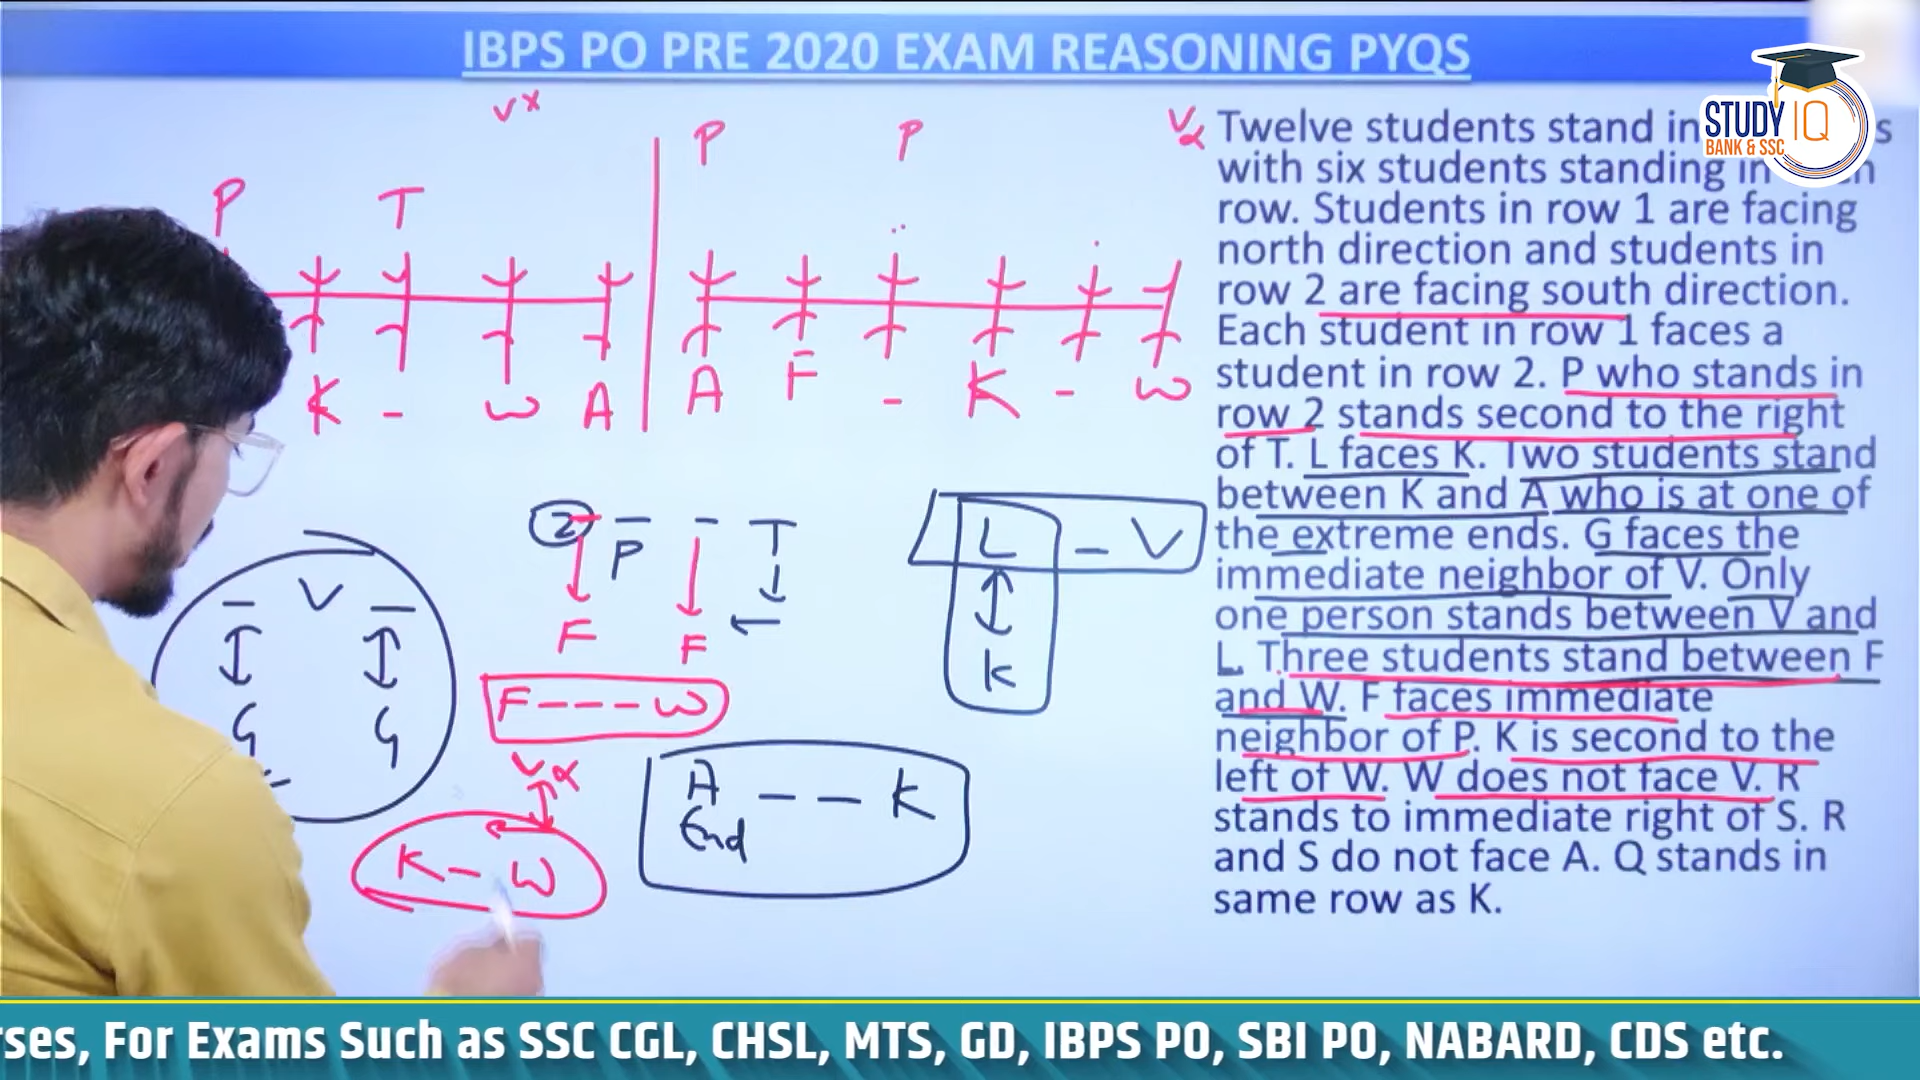 IBPS PO PRE 2020 EXAM REASONING PYQS
STUDY IQ
BANK & SSC
V x
P
P
V
P
T
K - W A
A F - K - W
Twelve students stand in s
with six students standing in
row. Students in row 1 are facing
north direction and students in
row 2 are facing south direction.
Each student in row 1 faces a
student in row 2. P who stands in
row 2 stands second to the right
of T. L faces K. Two students stand
between K and A who is at one of
the extreme ends. G faces the
immediate neighbor of V. Only
one person stands between V and
L. Three students stand between F
and W. F faces immediate
neighbor of P. K is second to the
left of W. W does not face V. R
stands to immediate right of S. R
and S do not face A. Q stands in
same row as K.
2 - - T
P
F F
L - V
K
- V -
G G
F - - - W
V
K - W
A - - K
End
rses, For Exams Such as SSC CGL, CHSL, MTS, GD, IBPS PO, SBI PO, NABARD, CDS etc.